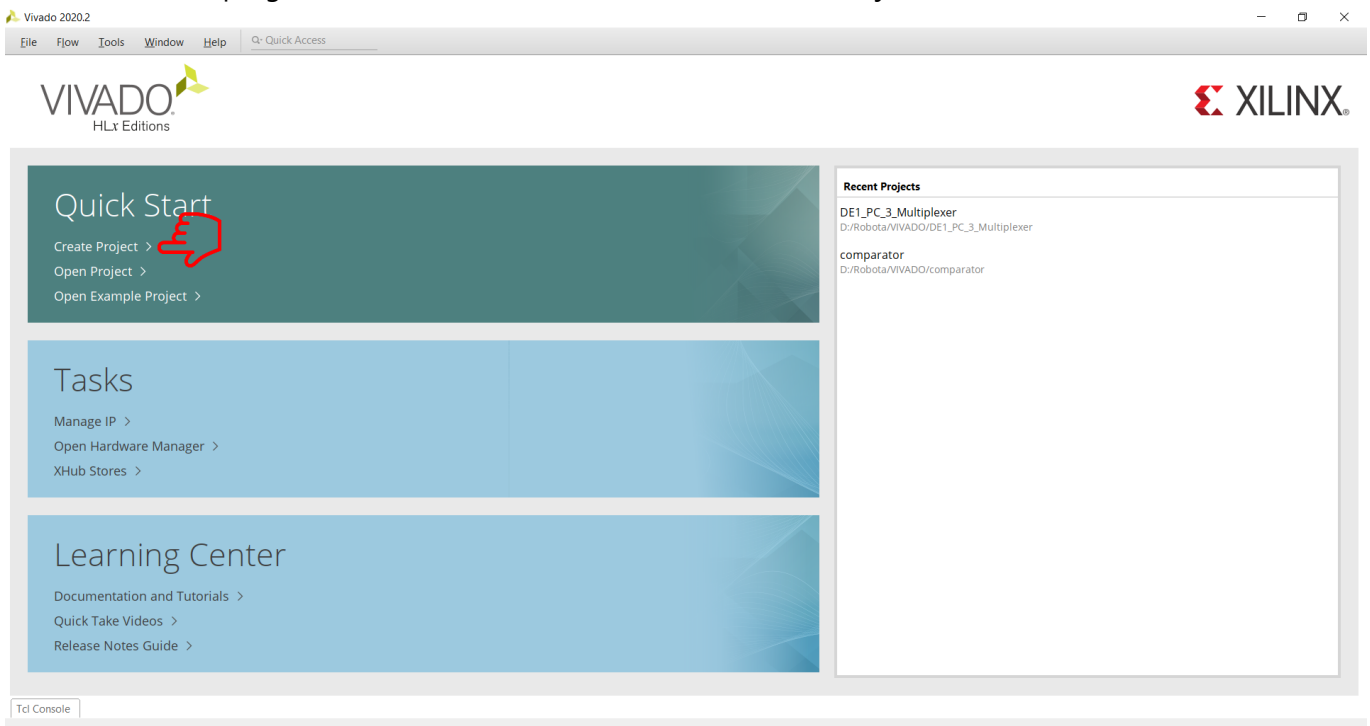 Vivado 2020.2
File Flow Tools Window Help Q- Quick Access
VIVADO.
HLx Editions
XILINX®
Quick Start
Create Project >
Open Project >
Open Example Project >
Tasks
Manage IP >
Open Hardware Manager >
XHub Stores >
Learning Center
Documentation and Tutorials >
Quick Take Videos >
Release Notes Guide >
Recent Projects
DE1_PC_3_Multiplexer
D:/Robota/VIVADO/DE1_PC_3_Multiplexer
comparator
D:/Robota/VIVADO/comparator
Tcl Console